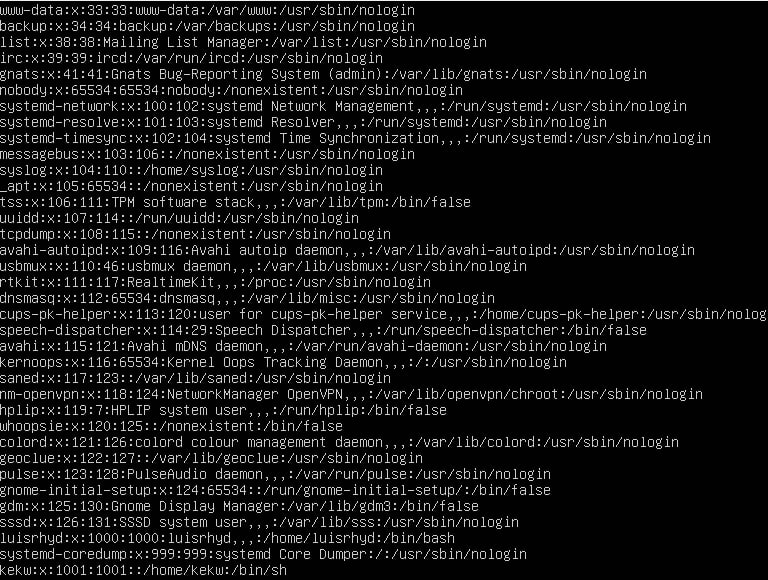 www-data:x:33:33:www-data:/var/www:/usr/sbin/nologin
backup:x:34:34:backup:/var/backups:/usr/sbin/nologin
list:x:38:38:Mailing List Manager:/var/list:/usr/sbin/nologin
irc:x:39:39:ircd:/var/run/ircd:/usr/sbin/nologin
gnats:x:41:41:Gnats Bug-Reporting System (admin):/var/lib/gnats:/usr/sbin/nologin
nobody:x:65534:65534:nobody:/nonexistent:/usr/sbin/nologin
systemd-network:x:100:102:systemd Network Management,,,:/run/systemd:/usr/sbin/nologin
systemd-resolve:x:101:103:systemd Resolver,,,:/run/systemd:/usr/sbin/nologin
systemd-timesync:x:102:104:systemd Time Synchronization,,,:/run/systemd:/usr/sbin/nologin
messagebus:x:103:106::/nonexistent:/usr/sbin/nologin
syslog:x:104:110::/home/syslog:/usr/sbin/nologin
_apt:x:105:65534::/nonexistent:/usr/sbin/nologin
tss:x:106:111:TPM software stack,,,:/var/lib/tpm:/bin/false
uuidd:x:107:114::/run/uuidd:/usr/sbin/nologin
tcpdump:x:108:115::/nonexistent:/usr/sbin/nologin
avahi-autoipd:x:109:116:Avahi autoip daemon,,,:/var/lib/avahi-autoipd:/usr/sbin/nologin
usbmux:x:110:46:usbmux daemon,,,:/var/lib/usbmux:/usr/sbin/nologin
rtkit:x:111:117:RealtimeKit,,,:/proc:/usr/sbin/nologin
dnsmasq:x:112:65534:dnsmasq,,,:/var/lib/misc:/usr/sbin/nologin
cups-pk-helper:x:113:120:user for cups-pk-helper service,,,:/home/cups-pk-helper:/usr/sbin/nolog
speech-dispatcher:x:114:29:Speech Dispatcher,,,:/run/speech-dispatcher:/bin/false
avahi:x:115:121:Avahi mDNS daemon,,,:/var/run/avahi-daemon:/usr/sbin/nologin
kernoops:x:116:65534:Kernel Oops Tracking Daemon,,,:/:/usr/sbin/nologin
saned:x:117:123::/var/lib/saned:/usr/sbin/nologin
nm-openvpn:x:118:124:NetworkManager OpenVPN,,,:/var/lib/openvpn/chroot:/usr/sbin/nologin
hplip:x:119:7:HPLIP system user,,,:/run/hplip:/bin/false
whoopsie:x:120:125::/nonexistent:/bin/false
colord:x:121:126:colord colour management daemon,,,:/var/lib/colord:/usr/sbin/nologin
geoclue:x:122:127::/var/lib/geoclue:/usr/sbin/nologin
pulse:x:123:128:PulseAudio daemon,,,:/var/run/pulse:/usr/sbin/nologin
gnome-initial-setup:x:124:65534::/run/gnome-initial-setup/:/bin/false
gdm:x:125:130:Gnome Display Manager:/var/lib/gdm3:/bin/false
sssd:x:126:131:SSSD system user,,,:/var/lib/sss:/usr/sbin/nologin
luisrhyd:x:1000:1000:luisrhyd,,,:/home/luisrhyd:/bin/bash
systemd-coredump:x:999:999:systemd Core Dumper:/:/usr/sbin/nologin
kekw:x:1001:1001::/home/kekw:/bin/sh